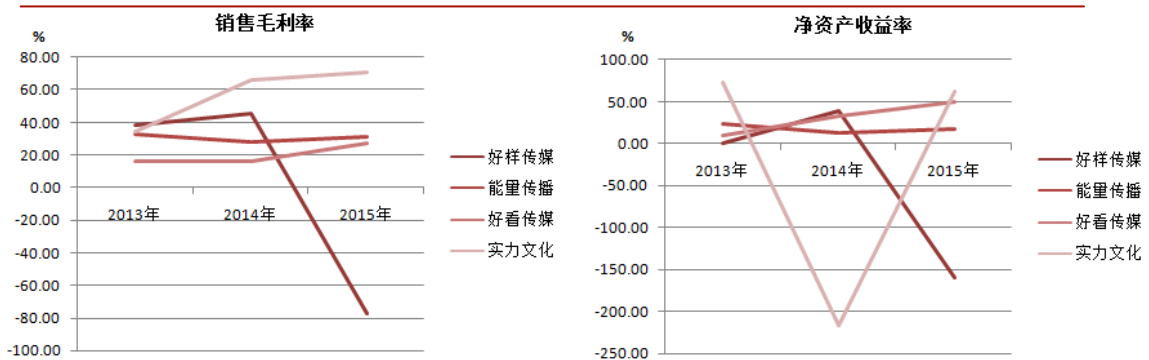 销售毛利率
%
80.00
60.00
40.00
20.00
0.00
-20.00
-40.00
-60.00
-80.00
-100.00
2013年
2014年
2015年
好样传媒
能量传播
好看传媒
实力文化
净资产收益率
%
100.00
50.00
0.00
-50.00
-100.00
-150.00
-200.00
-250.00
2013年
2014年
2015年
好样传媒
能量传播
好看传媒
实力文化